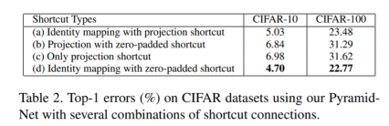 Shortcut Types CIFAR-10 CIFAR-100
(a) Identity mapping with projection shortcut 5.03 23.48
(b) Projection with zero-padded shortcut 6.84 31.29
(c) Only projection shortcut 6.98 31.62
(d) Identity mapping with zero-padded shortcut 4.70 22.77
Table 2. Top-1 errors (%) on CIFAR datasets using our Pyramid-
Net with several combinations of shortcut connections.